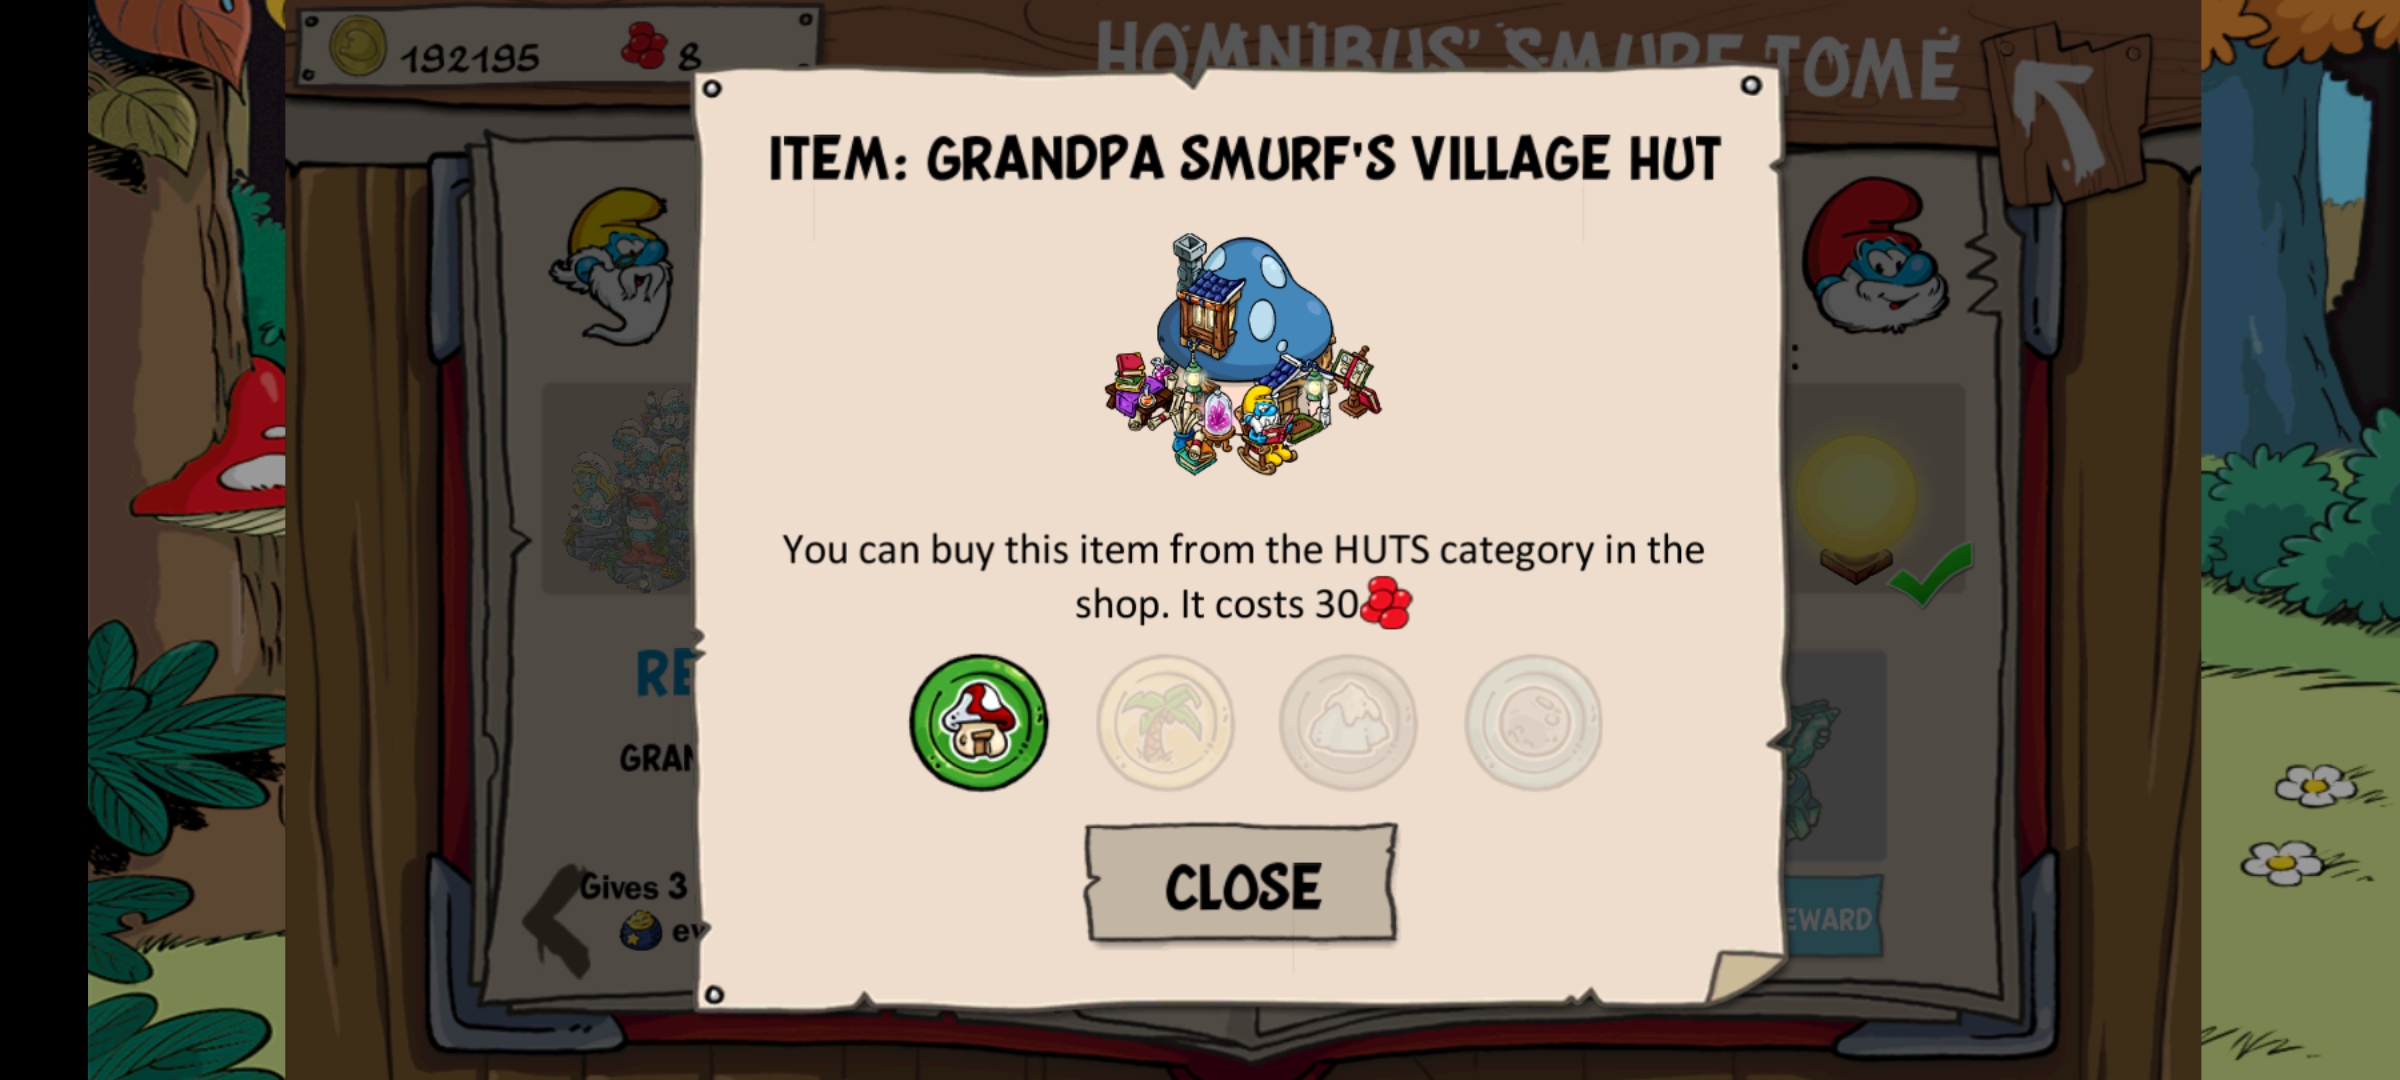 192195
8
HOMNIBUS' SMURF TOME
ITEM: GRANDPA SMURF'S VILLAGE HUT
You can buy this item from the HUTS category in the
shop. It costs 30
:
CLOSE
Gives 3